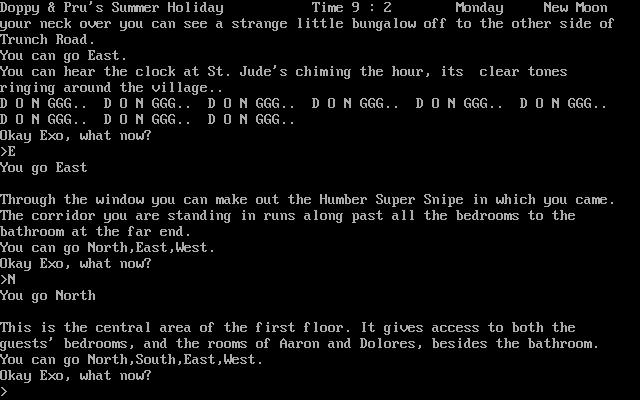 Doppy & Pru's Summer Holiday Time 9 : 2 Monday New Moon
your neck over you can see a strange little bungalow off to the other side of
Trunch Road.
You can go East.
You can hear the clock at St. Jude's chiming the hour, its  clear tones
ringing around the village..
D O N GGG..  D O N GGG..  D O N GGG..  D O N GGG..  D O N GGG..  D O N GGG..
D O N GGG..  D O N GGG..  D O N GGG..
Okay Exo, what now?
>E
You go East
Through the window you can make out the Humber Super Snipe in which you came.
The corridor you are standing in runs along past all the bedrooms to the
bathroom at the far end.
You can go North,East,West.
Okay Exo, what now?
>N
You go North
This is the central area of the first floor. It gives access to both the
guests' bedrooms, and the rooms of Aaron and Dolores, besides the bathroom.
You can go North,South,East,West.
Okay Exo, what now?
>